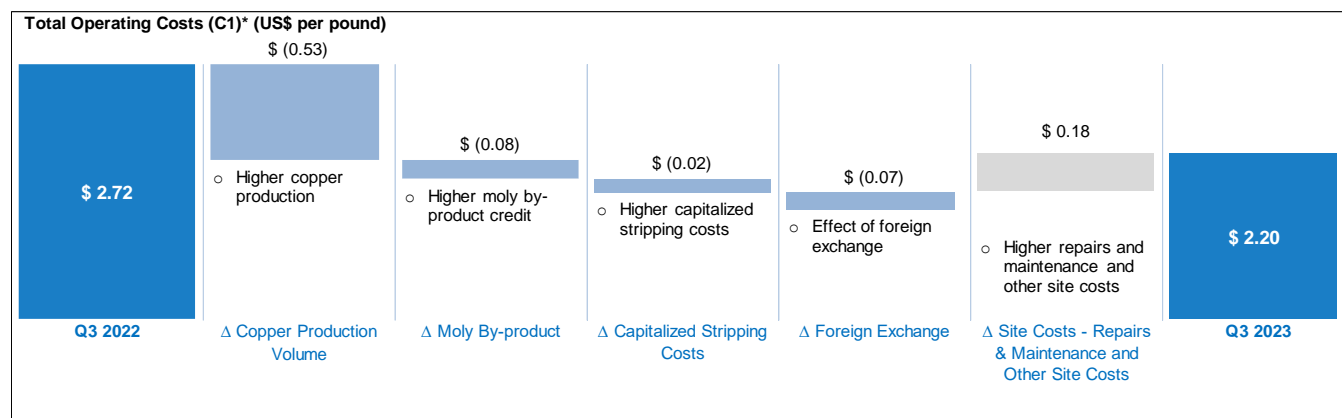 Total Operating Costs (C1)* (US$ per pound)
$ (0.53)
$ 2.72
○ Higher copper
production
$ (0.08)
○ Higher moly by-
product credit
$ (0.02)
○ Higher capitalized
stripping costs
$ (0.07)
○ Effect of foreign
exchange
$ 0.18
○ Higher repairs and
maintenance and
other site costs
$ 2.20
Q3 2022
Δ Copper Production
Volume
Δ Moly By-product
Δ Capitalized Stripping
Costs
Δ Foreign Exchange
Δ Site Costs - Repairs
& Maintenance and
Other Site Costs
Q3 2023